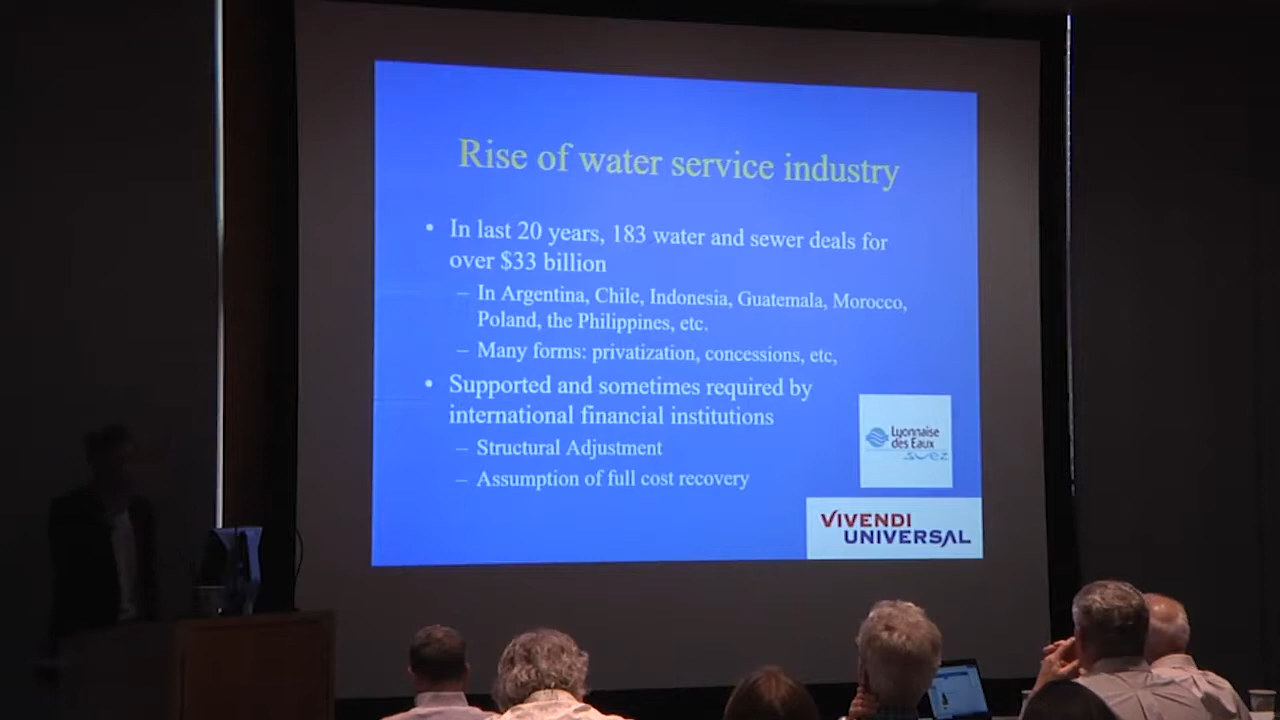 Rise of water service industry
• In last 20 years, 183 water and sewer deals for
over $33 billion
– In Argentina, Chile, Indonesia, Guatemala, Morocco,
Poland, the Philippines, etc.
– Many forms: privatization, concessions, etc,
• Supported and sometimes required by
international financial institutions
– Structural Adjustment
– Assumption of full cost recovery
Lyonnaise
des Eaux
suez
VIVENDI
UNIVERSAL